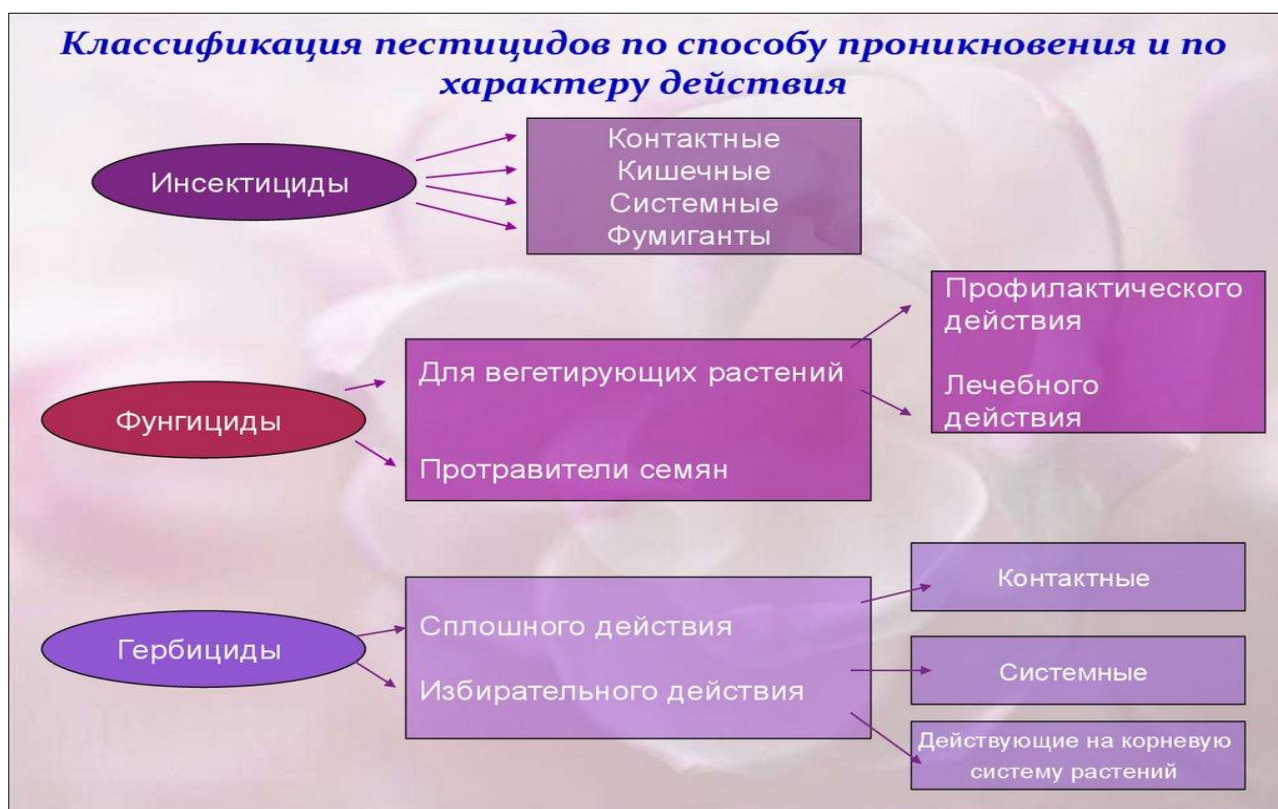 Классификация пестицидов по способу проникновения и по
характеру действия
Инсектициды
Контактные
Кишечные
Системные
Фумиганты
Фунгициды
Для вегетирующих растений
Протравители семян
Профилактического
действия
Лечебного
действия
Гербициды
Сплошного действия
Избирательного действия
Контактные
Системные
Действующие на корневую
систему растений